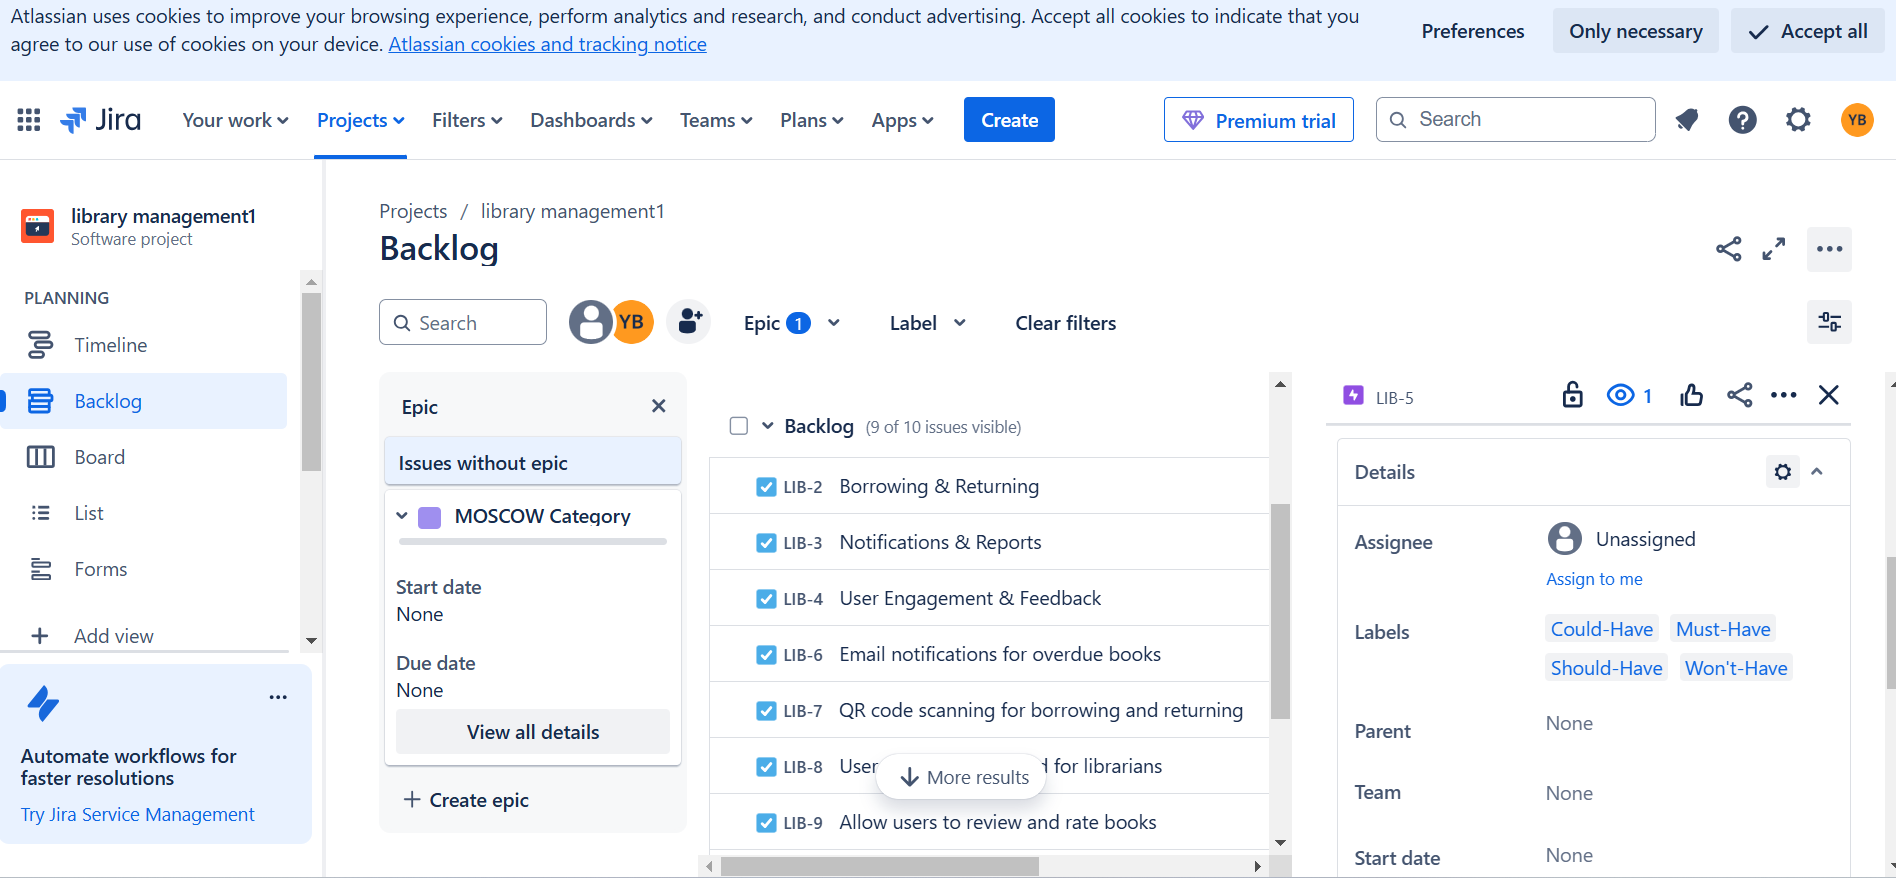 Atlassian uses cookies to improve your browsing experience, perform analytics and research, and conduct advertising. Accept all cookies to indicate that you
agree to our use of cookies on your device. Atlassian cookies and tracking notice
Preferences
Only necessary
Accept all
Jira
Your work
Projects
Filters
Dashboards
Teams
Plans
Apps
Create
Premium trial
Search
YB
library management1
Software project
PLANNING
Timeline
Backlog
Board
List
Forms
Add view
Automate workflows for
faster resolutions
Try Jira Service Management
Projects / library management1
Backlog
Search
YB
Epic 1
Label
Clear filters
Epic
Issues without epic
MOSCOW Category
Start date
None
Due date
None
View all details
Create epic
Backlog (9 of 10 issues visible)
LIB-2 Borrowing & Returning
LIB-3 Notifications & Reports
LIB-4 User Engagement & Feedback
LIB-6 Email notifications for overdue books
LIB-7 QR code scanning for borrowing and returning
LIB-8 User for librarians
More results
LIB-9 Allow users to review and rate books
LIB-5
1
Details
Assignee
Unassigned
Assign to me
Labels
Could-Have Must-Have
Should-Have Won't-Have
Parent
None
Team
None
Start date
None